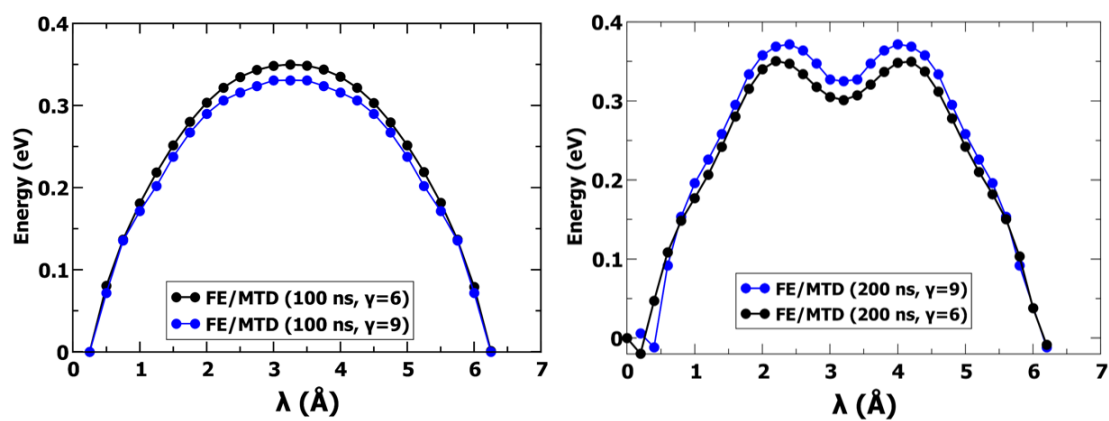 0.4
0.3
0.2
0.1
0
Energy (eV)
FE/MTD (100 ns, γ=6)
FE/MTD (100 ns, γ=9)
0 1 2 3 4 5 6 7
λ (Å)
0.4
0.3
0.2
0.1
0
Energy (eV)
FE/MTD (200 ns, γ=9)
FE/MTD (200 ns, γ=6)
0 1 2 3 4 5 6 7
λ (Å)